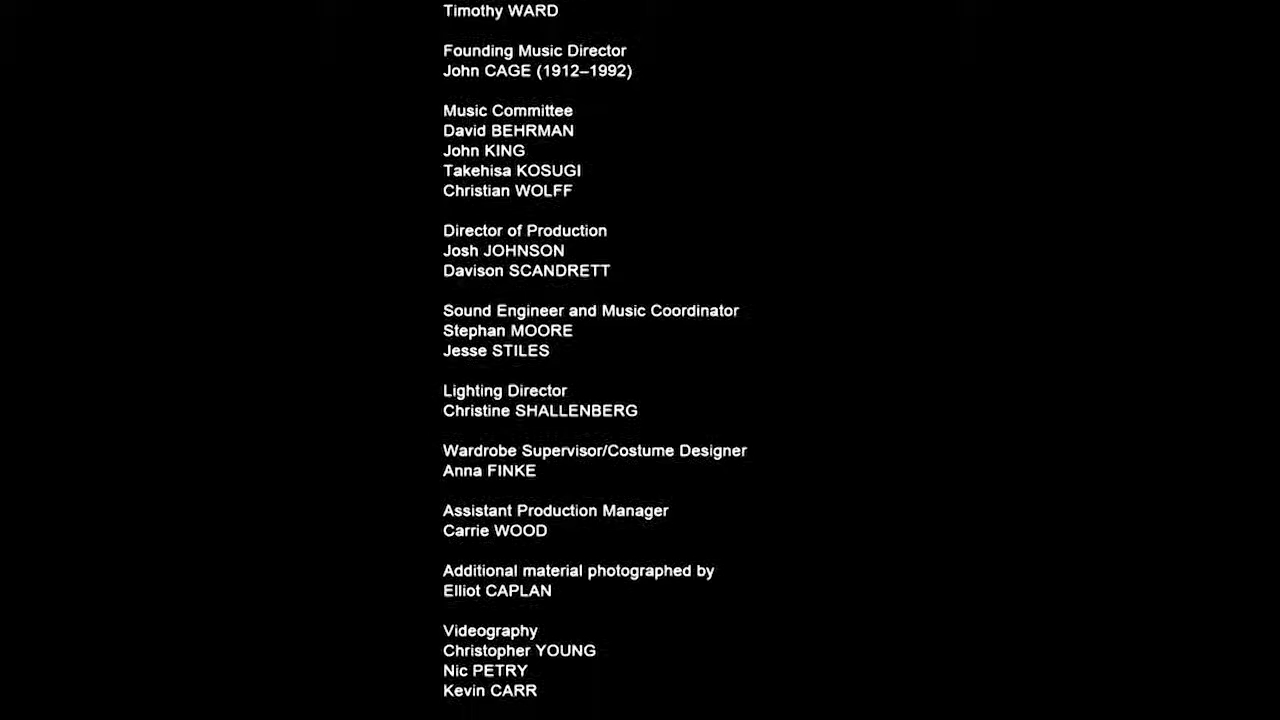 Timothy WARD
Founding Music Director
John CAGE (1912–1992)
Music Committee
David BEHRMAN
John KING
Takehisa KOSUGI
Christian WOLFF
Director of Production
Josh JOHNSON
Davison SCANDRETT
Sound Engineer and Music Coordinator
Stephan MOORE
Jesse STILES
Lighting Director
Christine SHALLENBERG
Wardrobe Supervisor/Costume Designer
Anna FINKE
Assistant Production Manager
Carrie WOOD
Additional material photographed by
Elliot CAPLAN
Videography
Christopher YOUNG
Nic PETRY
Kevin CARR